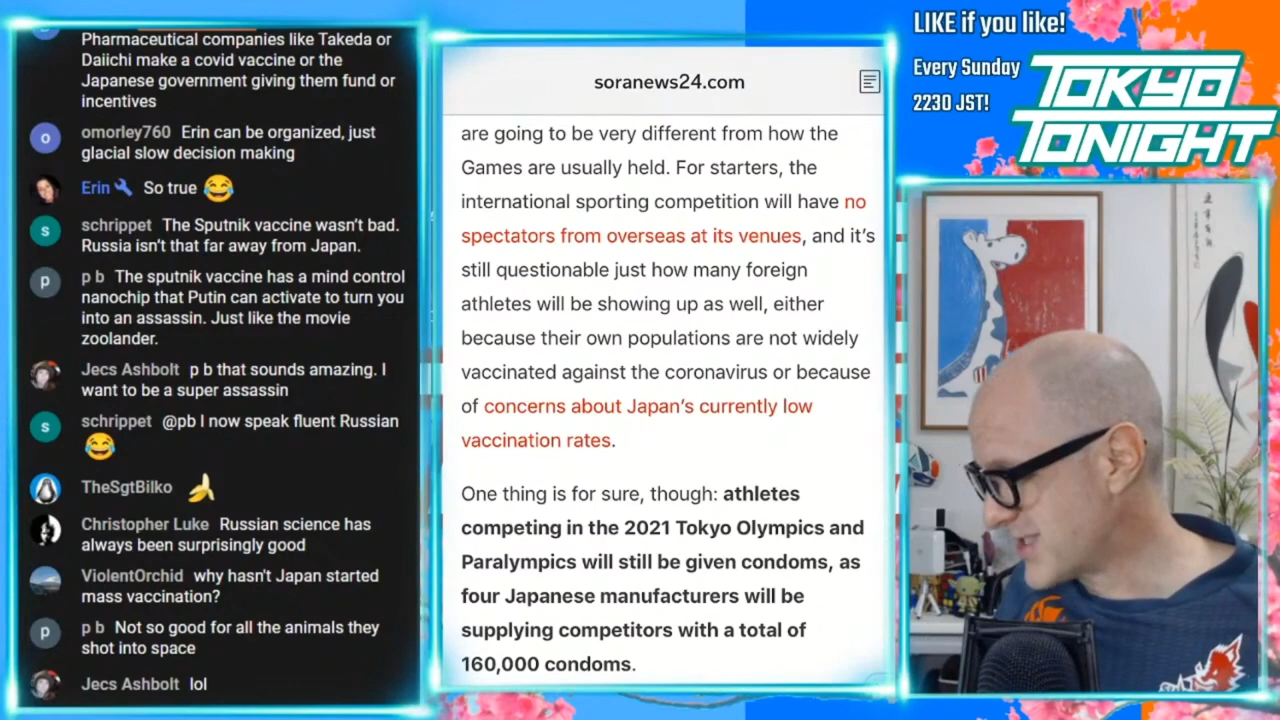 Pharmaceutical companies like Takeda or
Daiichi make a covid vaccine or the
Japanese government giving them fund or
incentives
omorley760 Erin can be organized, just
glacial slow decision making
Erin So true 😂
schrippet The Sputnik vaccine wasn't bad.
Russia isn't that far away from Japan.
p b The sputnik vaccine has a mind control
nanochip that Putin can activate to turn you
into an assassin. Just like the movie
zoolander.
Jecs Ashbolt p b that sounds amazing. I
want to be a super assassin
schrippet @pb I now speak fluent Russian
😂
TheSgtBilko 🍌
Christopher Luke Russian science has
always been surprisingly good
ViolentOrchid why hasn't Japan started
mass vaccination?
p b Not so good for all the animals they
shot into space
Jecs Ashbolt lol
soranews24.com
are going to be very different from how the
Games are usually held. For starters, the
international sporting competition will have no
spectators from overseas at its venues, and it's
still questionable just how many foreign
athletes will be showing up as well, either
because their own populations are not widely
vaccinated against the coronavirus or because
of concerns about Japan's currently low
vaccination rates.
One thing is for sure, though: athletes
competing in the 2021 Tokyo Olympics and
Paralympics will still be given condoms, as
four Japanese manufacturers will be
supplying competitors with a total of
160,000 condoms.
LIKE if you like!
Every Sunday
2230 JST!
TOKYO
TONIGHT